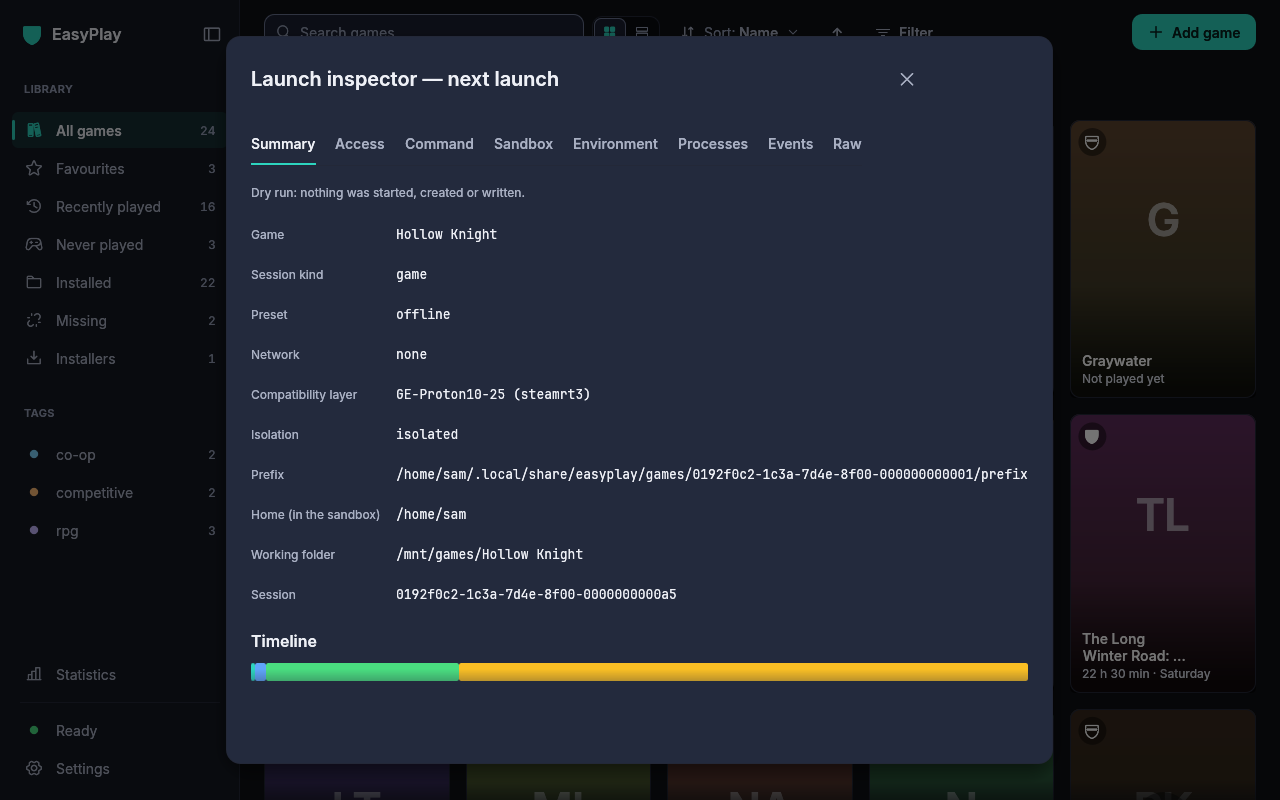 EasyPlay
Search games
Sort: Name
Filter
Add game
LIBRARY
All games 24
Favourites 3
Recently played 16
Never played 3
Installed 22
Missing 2
Installers 1
TAGS
co-op 2
competitive 2
rpg 3
Statistics
Ready
Settings
Launch inspector — next launch
Summary Access Command Sandbox Environment Processes Events Raw
Dry run: nothing was started, created or written.
Game Hollow Knight
Session kind game
Preset offline
Network none
Compatibility layer GE-Proton10-25 (steamrt3)
Isolation isolated
Prefix /home/sam/.local/share/easyplay/games/0192f0c2-1c3a-7d4e-8f00-000000000001/prefix
Home (in the sandbox) /home/sam
Working folder /mnt/games/Hollow Knight
Session 0192f0c2-1c3a-7d4e-8f00-0000000000a5
Timeline
G
Graywater
Not played yet
TL
The Long
Winter Road: ...
22 h 30 min · Saturday